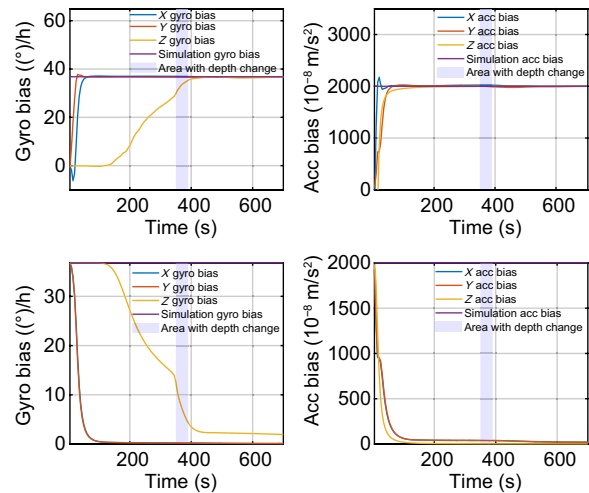 Gyro bias ((°)/h)
60
40
20
0
X gyro bias
Y gyro bias
Z gyro bias
Simulation gyro bias
Area with depth change
200 400 600
Time (s)
Acc bias (10⁻⁸ m/s²)
3000
2000
1000
0
X acc bias
Y acc bias
Z acc bias
Simulation acc bias
Area with depth change
0 200 400 600
Time (s)
Gyro bias ((°)/h)
30
20
10
0
X gyro bias
Y gyro bias
Z gyro bias
Simulation gyro bias
Area with depth change
0 200 400 600
Time (s)
Acc bias (10⁻⁸ m/s²)
2000
1500
1000
500
0
X acc bias
Y acc bias
Z acc bias
Simulation acc bias
Area with depth change
0 200 400 600
Time (s)